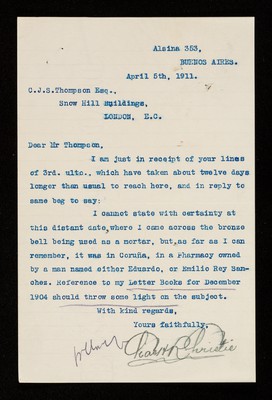 Alsina 353,
BUENOS AIRES.
April 5th, 1911.
C.J.S.Thompson Esq.,
Snow Hill Buildings,
LONDON, E.C.
Dear Mr Thompson,
I am just in receipt of your lines
of 3rd. ulto., which have taken about twelve days
longer than usual to reach here, and in reply to
same beg to say:
I cannot state with certainty at
this distant date, where I came across the bronze
bell being used as a mortar, but, as far as I can
remember, it was in Coruña, in a Pharmacy owned
by a man named either Eduardo, or Emilio Rey San-
chez. Reference to my Letter Books for December
1904 should throw some light on the subject.
With kind regards,
Yours faithfully,
Christie